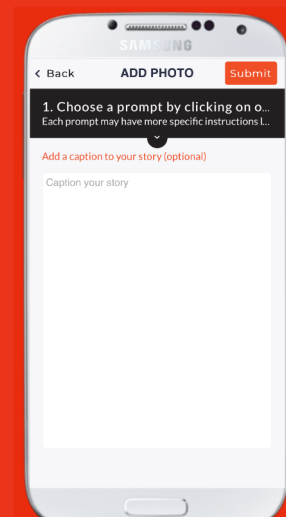 SAMSUNG
< Back ADD PHOTO Submit
1. Choose a prompt by clicking on o...
Each prompt may have more specific instructions l...
Add a caption to your story (optional)
Caption your story